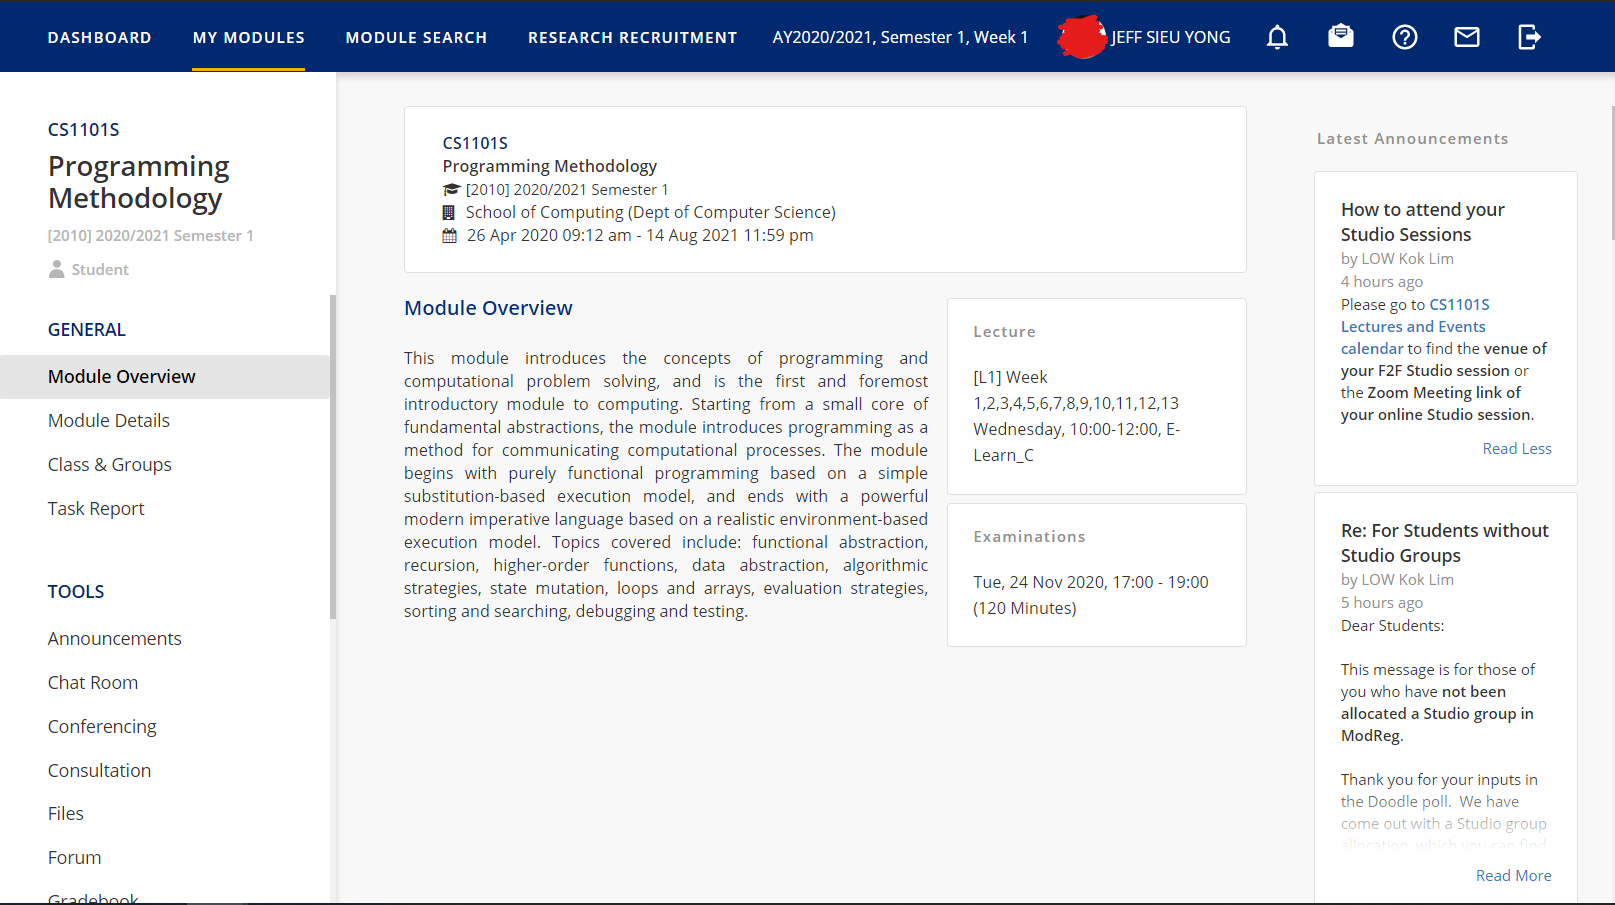 DASHBOARD
MY MODULES
MODULE SEARCH
RESEARCH RECRUITMENT
AY2020/2021, Semester 1, Week 1
JEFF SIEU YONG
CS1101S
Programming
Methodology
[2010] 2020/2021 Semester 1
Student
GENERAL
Module Overview
Module Details
Class & Groups
Task Report
TOOLS
Announcements
Chat Room
Conferencing
Consultation
Files
Forum
Gradebook
CS1101S
Programming Methodology
[2010] 2020/2021 Semester 1
School of Computing (Dept of Computer Science)
26 Apr 2020 09:12 am - 14 Aug 2021 11:59 pm
Module Overview
This module introduces the concepts of programming and
computational problem solving, and is the first and foremost
introductory module to computing. Starting from a small core of
fundamental abstractions, the module introduces programming as a
method for communicating computational processes. The module
begins with purely functional programming based on a simple
substitution-based execution model, and ends with a powerful
modern imperative language based on a realistic environment-based
execution model. Topics covered include: functional abstraction,
recursion, higher-order functions, data abstraction, algorithmic
strategies, state mutation, loops and arrays, evaluation strategies,
sorting and searching, debugging and testing.
Lecture
[L1] Week
1,2,3,4,5,6,7,8,9,10,11,12,13
Wednesday, 10:00-12:00, E-
Learn_C
Examinations
Tue, 24 Nov 2020, 17:00 - 19:00
(120 Minutes)
Latest Announcements
How to attend your
Studio Sessions
by LOW Kok Lim
4 hours ago
Please go to CS1101S
Lectures and Events
calendar to find the venue of
your F2F Studio session or
the Zoom Meeting link of
your online Studio session.
Read Less
Re: For Students without
Studio Groups
by LOW Kok Lim
5 hours ago
Dear Students:
This message is for those of
you who have not been
allocated a Studio group in
ModReg.
Thank you for your inputs in
the Doodle poll. We have
come out with a Studio group
allocation, which you can find
Read More